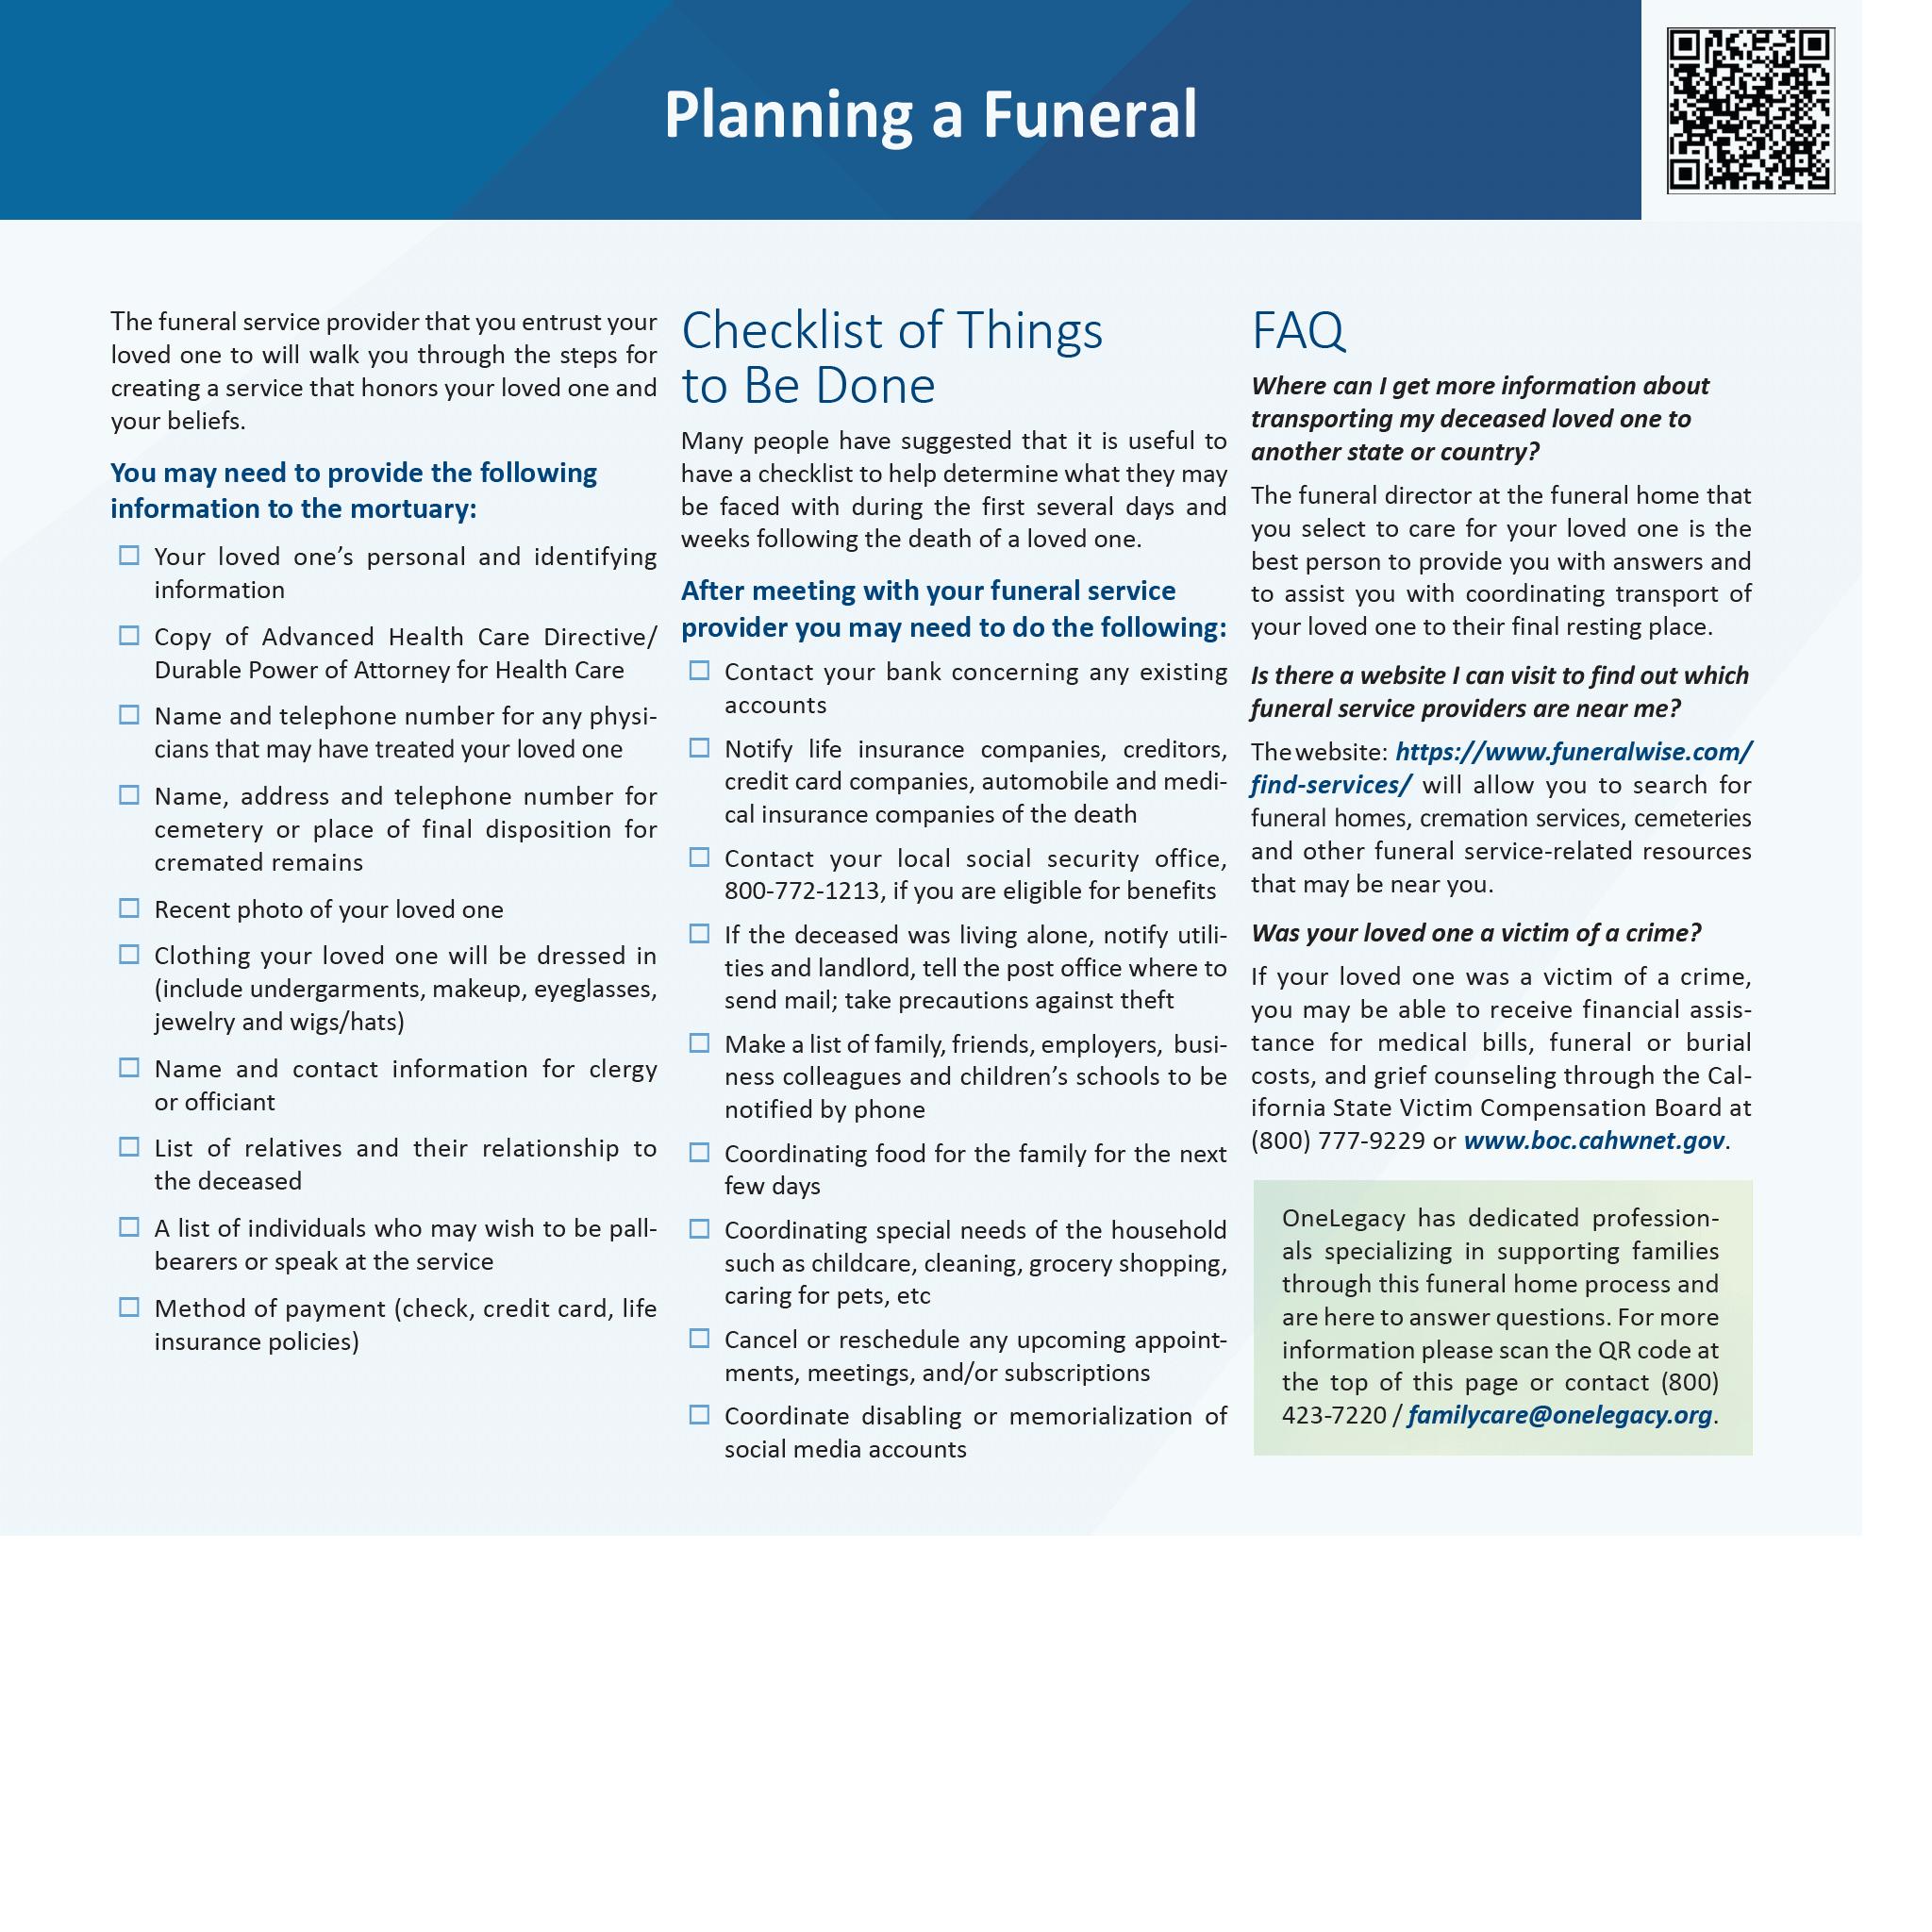 Planning a Funeral
The funeral service provider that you entrust your
loved one to will walk you through the steps for
creating a service that honors your loved one and
your beliefs.
You may need to provide the following
information to the mortuary:
Your loved one’s personal and identifying
information
Copy of Advanced Health Care Directive/
Durable Power of Attorney for Health Care
Name and telephone number for any physi-
cians that may have treated your loved one
Name, address and telephone number for
cemetery or place of final disposition for
cremated remains
Recent photo of your loved one
Clothing your loved one will be dressed in
(include undergarments, makeup, eyeglasses,
jewelry and wigs/hats)
Name and contact information for clergy
or officiant
List of relatives and their relationship to
the deceased
A list of individuals who may wish to be pall-
bearers or speak at the service
Method of payment (check, credit card, life
insurance policies)
Checklist of Things
to Be Done
Many people have suggested that it is useful to
have a checklist to help determine what they may
be faced with during the first several days and
weeks following the death of a loved one.
After meeting with your funeral service
provider you may need to do the following:
Contact your bank concerning any existing
accounts
Notify life insurance companies, creditors,
credit card companies, automobile and medi-
cal insurance companies of the death
Contact your local social security office,
800-772-1213, if you are eligible for benefits
If the deceased was living alone, notify utili-
ties and landlord, tell the post office where to
send mail; take precautions against theft
Make a list of family, friends, employers, busi-
ness colleagues and children’s schools to be
notified by phone
Coordinating food for the family for the next
few days
Coordinating special needs of the household
such as childcare, cleaning, grocery shopping,
caring for pets, etc
Cancel or reschedule any upcoming appoint-
ments, meetings, and/or subscriptions
Coordinate disabling or memorialization of
social media accounts
FAQ
Where can I get more information about
transporting my deceased loved one to
another state or country?
The funeral director at the funeral home that
you select to care for your loved one is the
best person to provide you with answers and
to assist you with coordinating transport of
your loved one to their final resting place.
Is there a website I can visit to find out which
funeral service providers are near me?
The website: https://www.funeralwise.com/
find-services/ will allow you to search for
funeral homes, cremation services, cemeteries
and other funeral service-related resources
that may be near you.
Was your loved one a victim of a crime?
If your loved one was a victim of a crime,
you may be able to receive financial assis-
tance for medical bills, funeral or burial
costs, and grief counseling through the Cal-
ifornia State Victim Compensation Board at
(800) 777-9229 or www.boc.cahwnet.gov.
OneLegacy has dedicated profession-
als specializing in supporting families
through this funeral home process and
are here to answer questions. For more
information please scan the QR code at
the top of this page or contact (800)
423-7220 / familycare@onelegacy.org.